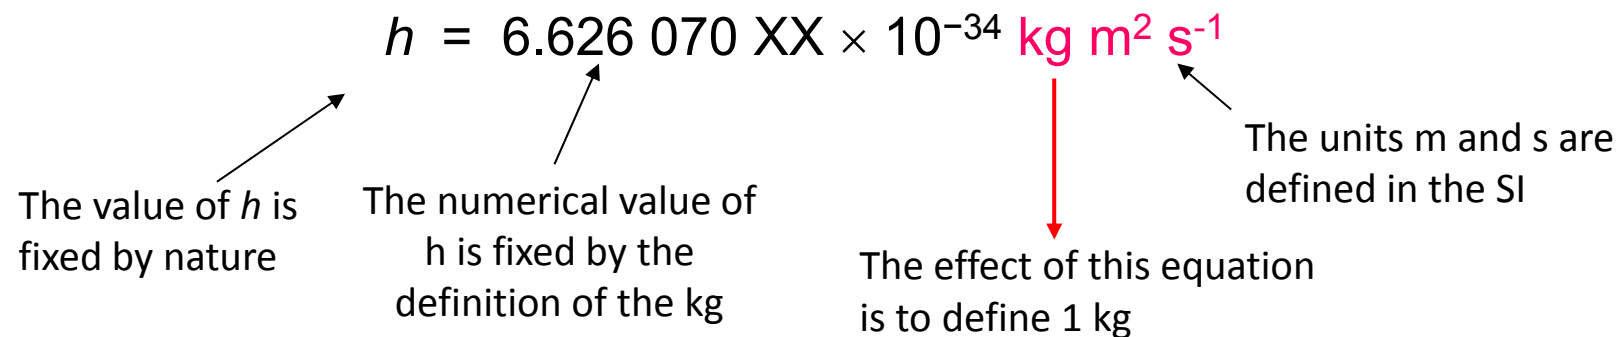 h = 6.626 070 XX × 10⁻³⁴ kg m² s⁻¹
The value of h is
fixed by nature
The numerical value of
h is fixed by the
definition of the kg
The effect of this equation
is to define 1 kg
The units m and s are
defined in the SI